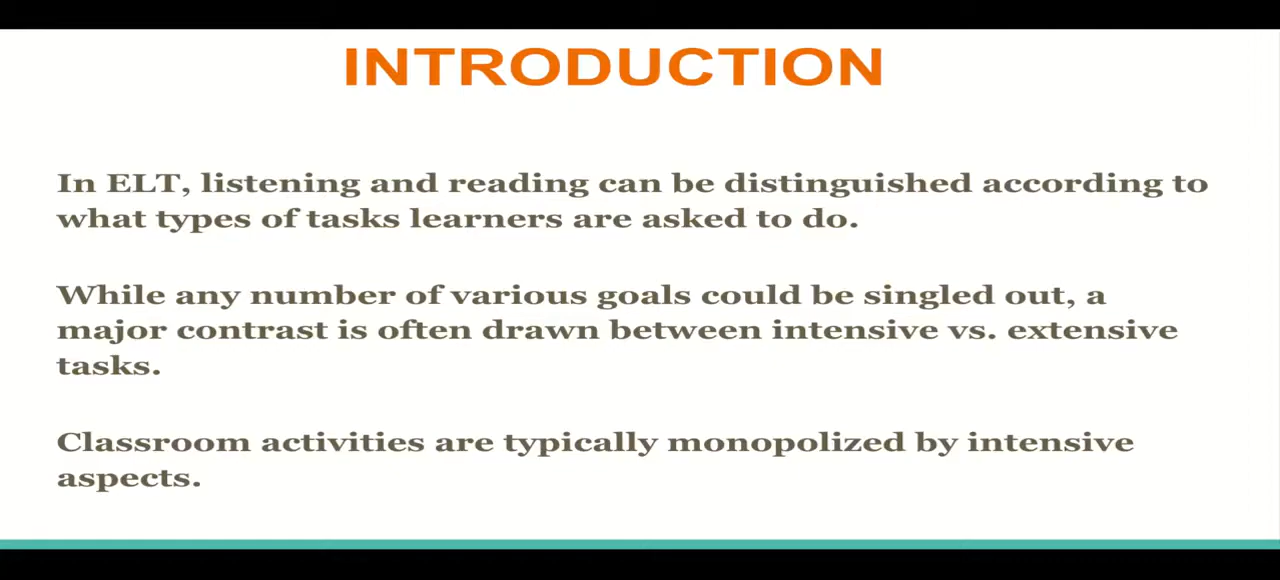 INTRODUCTION
In ELT, listening and reading can be distinguished according to
what types of tasks learners are asked to do.
While any number of various goals could be singled out, a
major contrast is often drawn between intensive vs. extensive
tasks.
Classroom activities are typically monopolized by intensive
aspects.